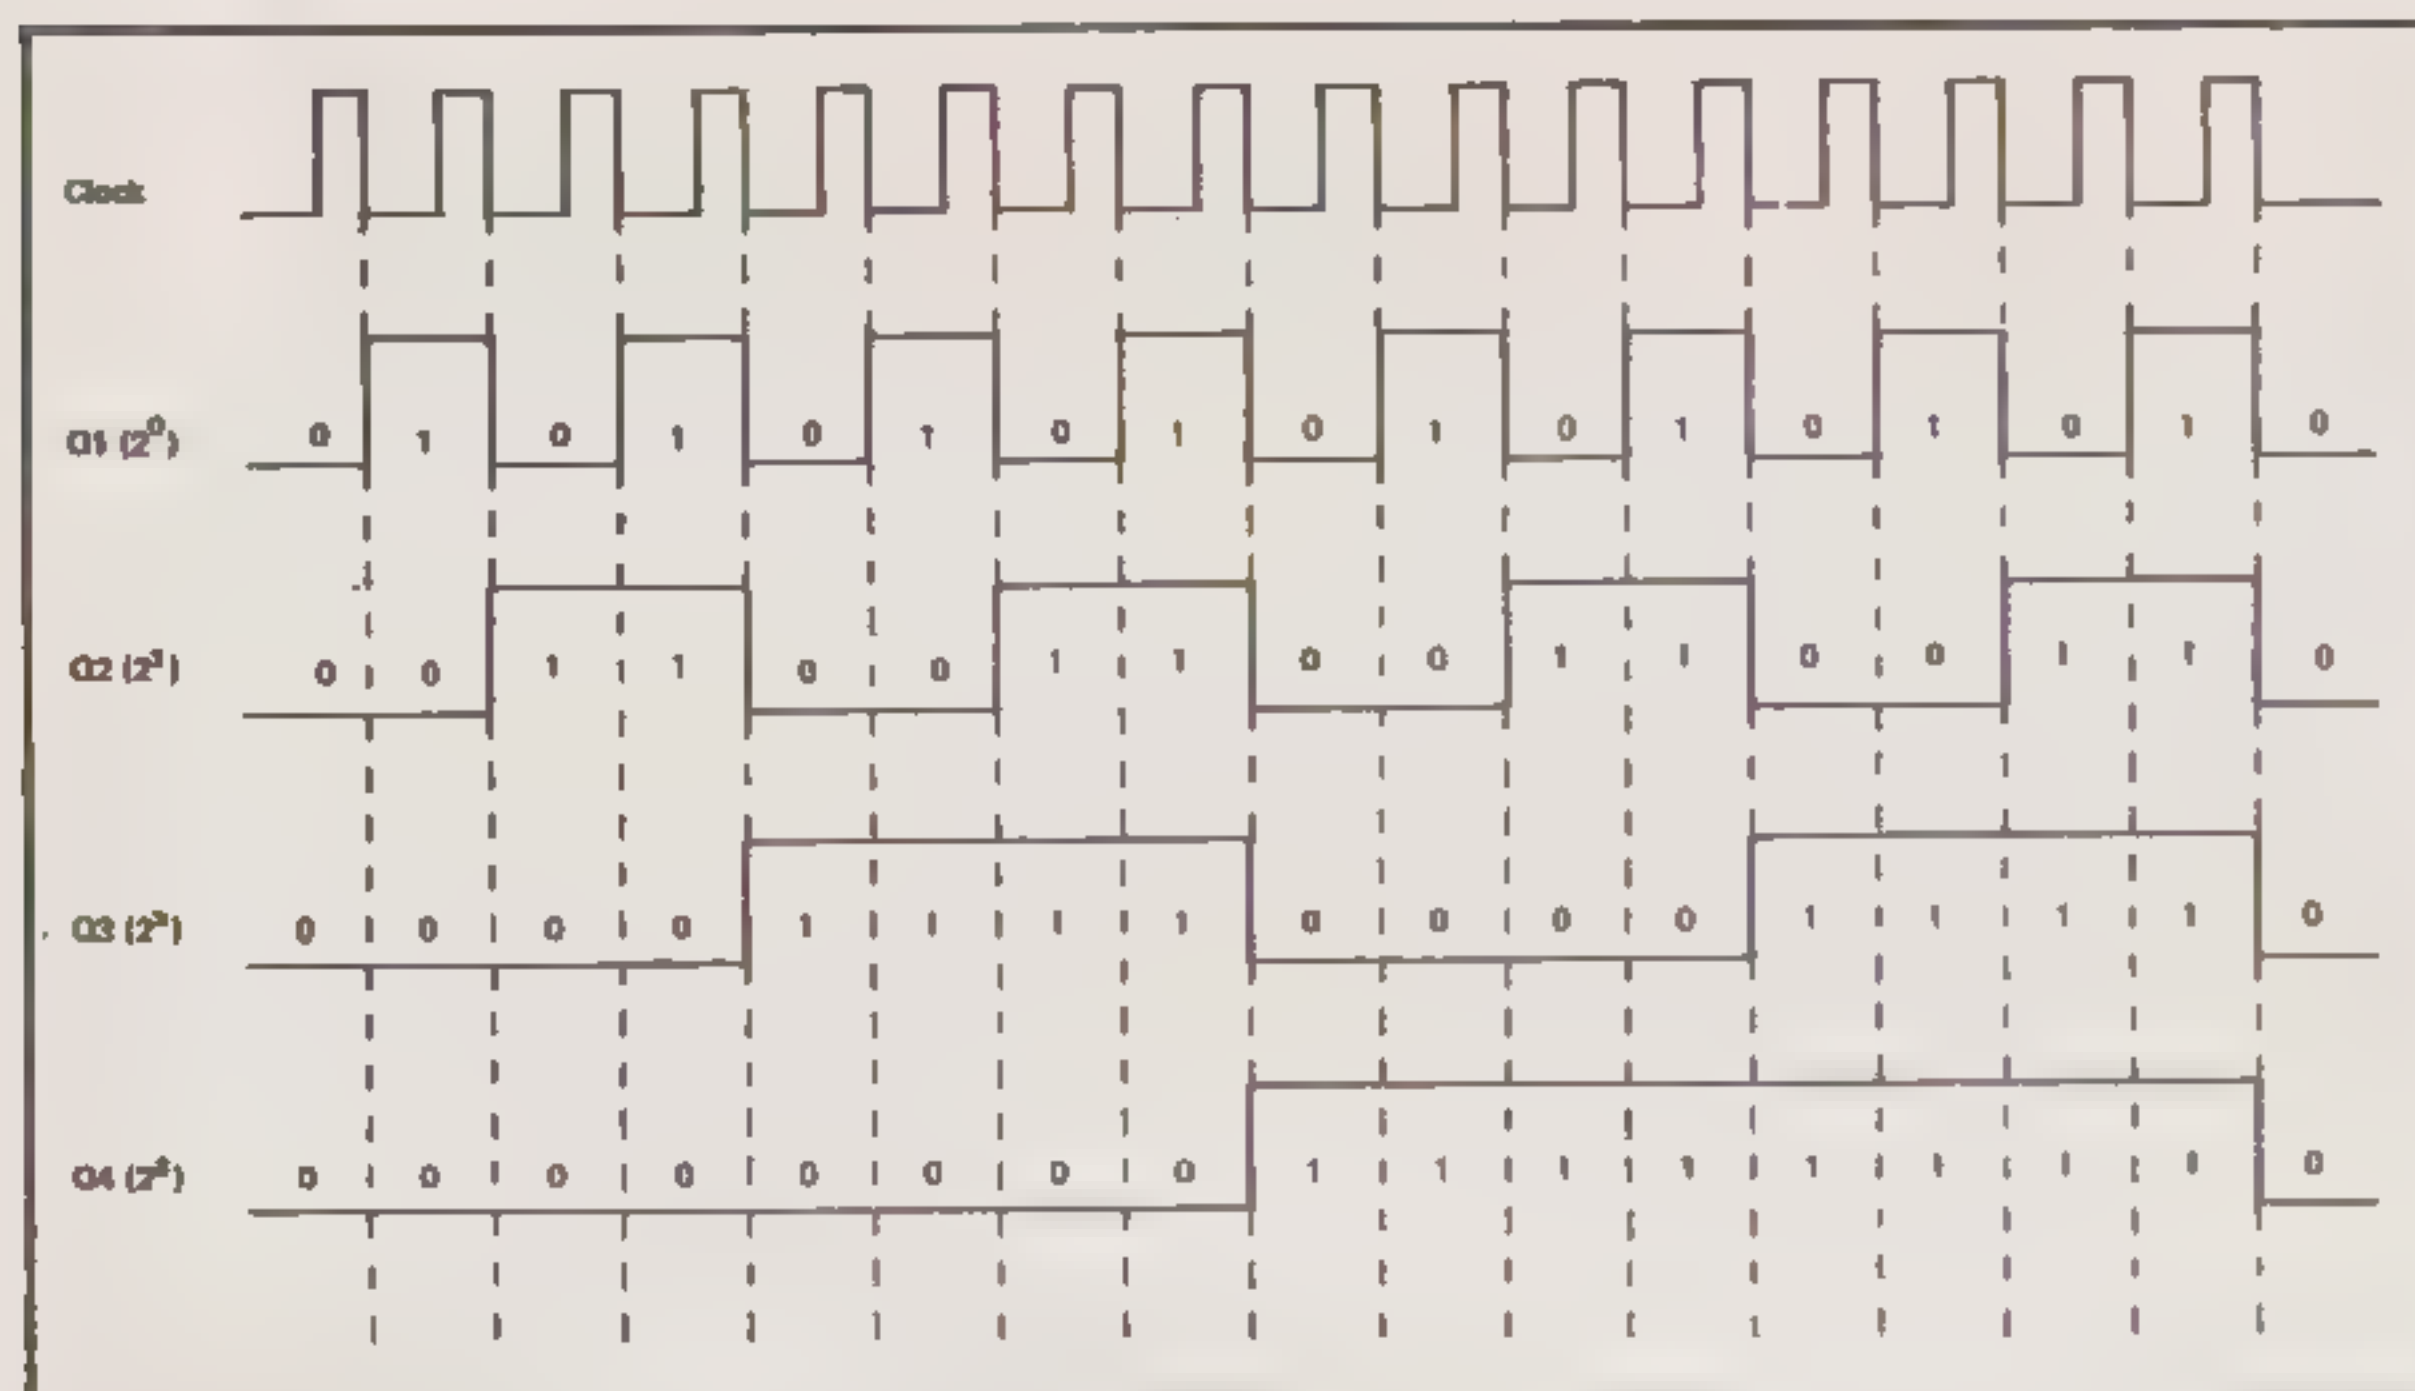 Clock
Q1 (2⁰) 0 1 0 1 0 1 0 1 0 1 0 1 0 1 0 1 0
Q2 (2¹) 0 0 1 1 0 0 1 1 0 0 1 1 0 0 1 1 0
Q3 (2²) 0 0 0 0 1 1 1 1 0 0 0 0 1 1 1 1 0
Q4 0 0 0 0 0 0 0 0 1 1 1 1 1 1 1 1 0